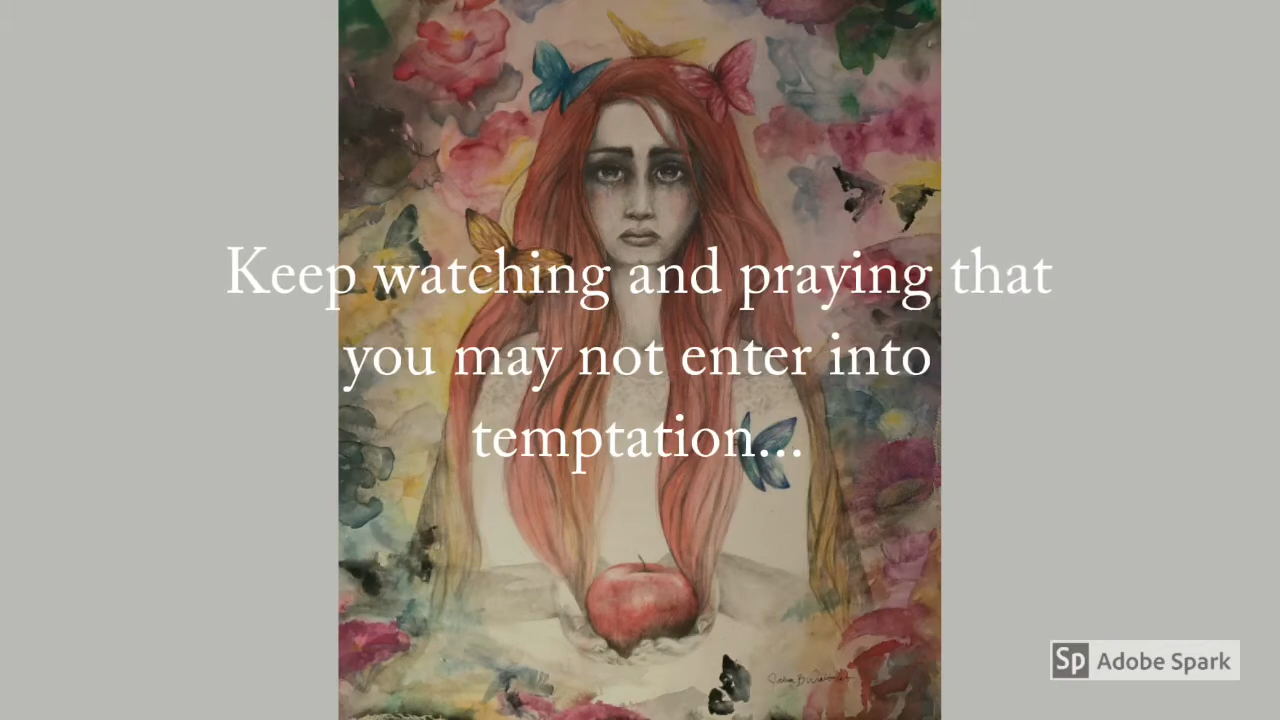 Keep watching and praying that
you may not enter into
temptation...
Sp Adobe Spark